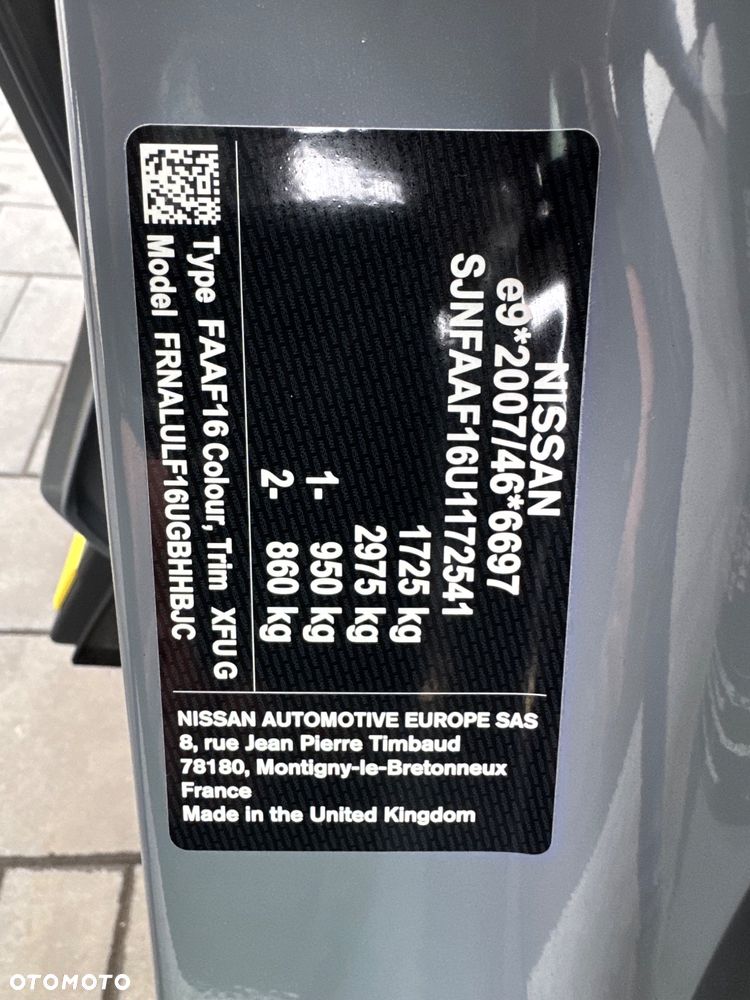 NISSAN
e9*2007/46*6697
SJNFAAF16U1172541
1725 kg
2975 kg
1- 950 kg
2- 860 kg
Type FAAF16 Colour, Trim XFU G
Model FRNALULF16UGBHHBJC
NISSAN AUTOMOTIVE EUROPE SAS
8, rue Jean Pierre Timbaud
78180, Montigny-le-Bretonneux
France
Made in the United Kingdom
OTOMOTO